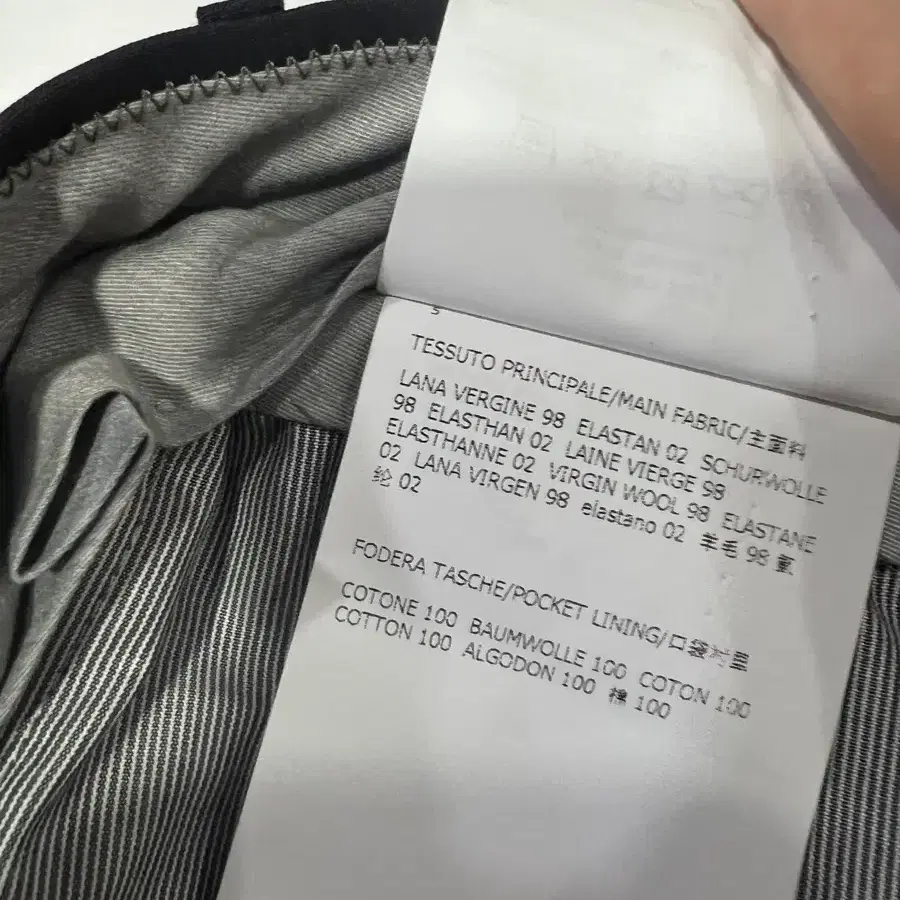 S
TESSUTO PRINCIPALE/MAIN FABRIC/主面料
LANA VERGINE 98 ELASTAN 02 SCHURWOLLE
98 ELASTHAN 02 LAINE VIERGE 98
ELASTHANNE 02 VIRGIN WOOL 98 ELASTANE
02 LANA VIRGEN 98 elastano 02 羊毛 98 氨
纶 02
FODERA TASCHE/POCKET LINING/口袋衬里
COTONE 100 BAUMWOLLE 100 COTON 100
COTTON 100 ALGODON 100 棉 100